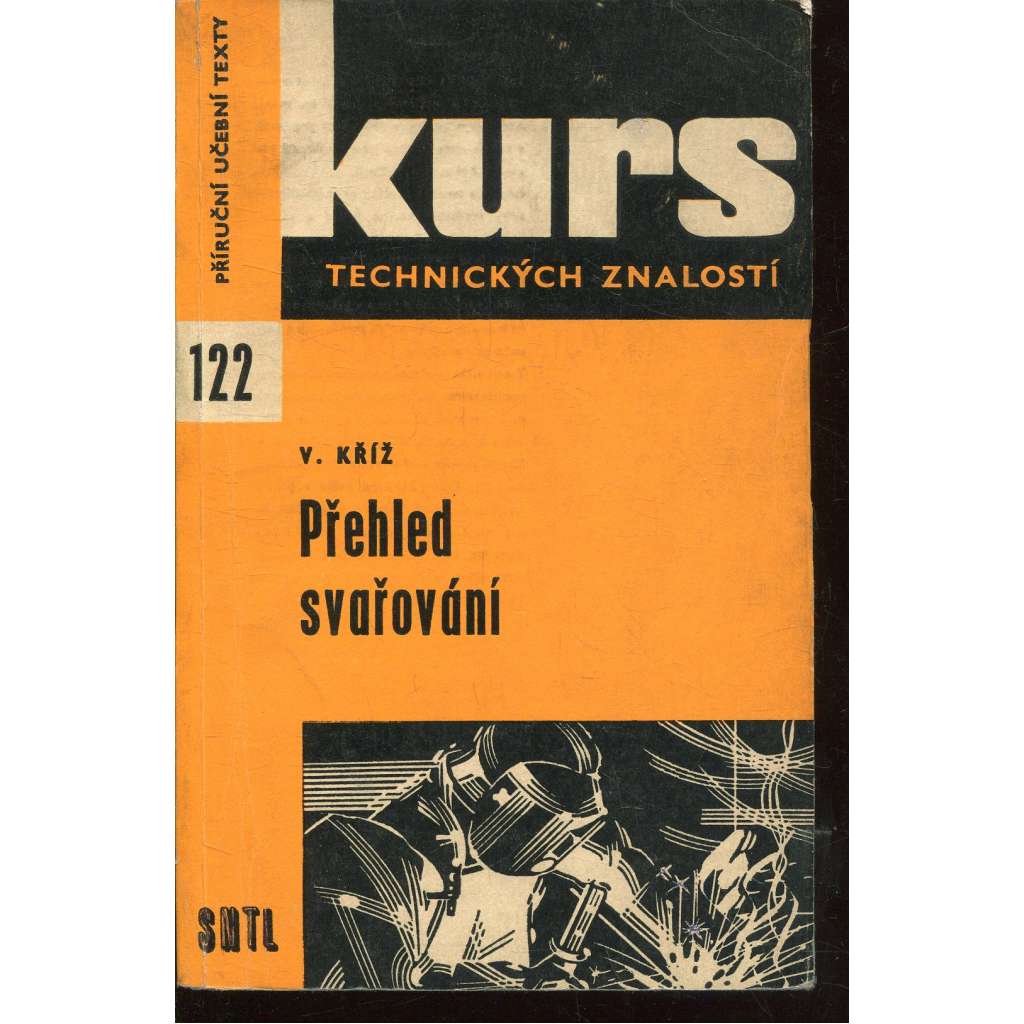 PŘÍRUČNÍ UČEBNÍ TEXTY
kurs
TECHNICKÝCH ZNALOSTÍ
122
V. KŘÍŽ
Přehled
svařování
SNTL